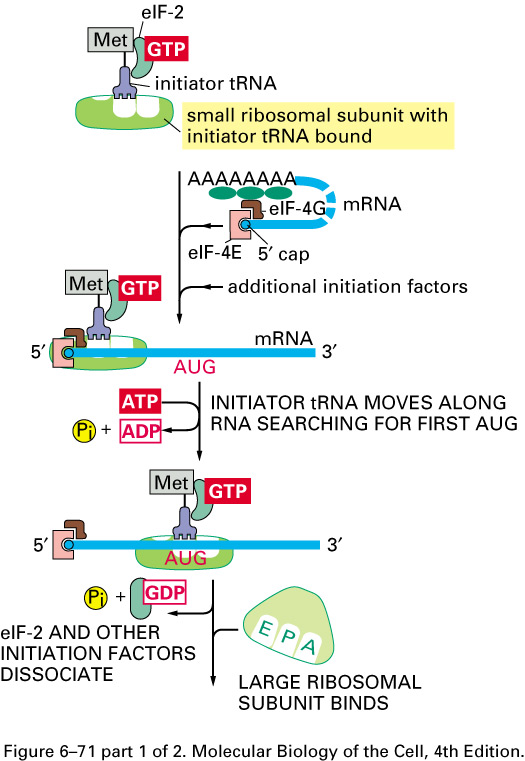 eIF-2
Met
GTP
initiator tRNA
small ribosomal subunit with
initiator tRNA bound
AAAAAAAA
eIF-4G
mRNA
eIF-4E
5′ cap
Met
GTP
additional initiation factors
5′
mRNA
3′
AUG
ATP
Pi + ADP
INITIATOR tRNA MOVES ALONG
RNA SEARCHING FOR FIRST AUG
Met
GTP
5′
3′
AUG
Pi + GDP
E P A
eIF-2 AND OTHER
INITIATION FACTORS
DISSOCIATE
LARGE RIBOSOMAL
SUBUNIT BINDS
Figure 6–71 part 1 of 2. Molecular Biology of the Cell, 4th Edition.